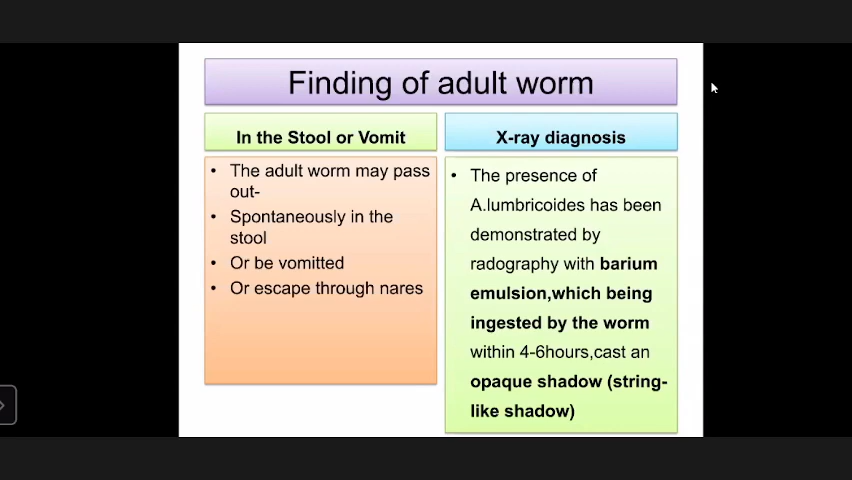 Finding of adult worm
In the Stool or Vomit
• The adult worm may pass
out-
• Spontaneously in the
stool
• Or be vomitted
• Or escape through nares
X-ray diagnosis
• The presence of
A.lumbricoides has been
demonstrated by
radography with barium
emulsion,which being
ingested by the worm
within 4-6hours,cast an
opaque shadow (string-
like shadow)